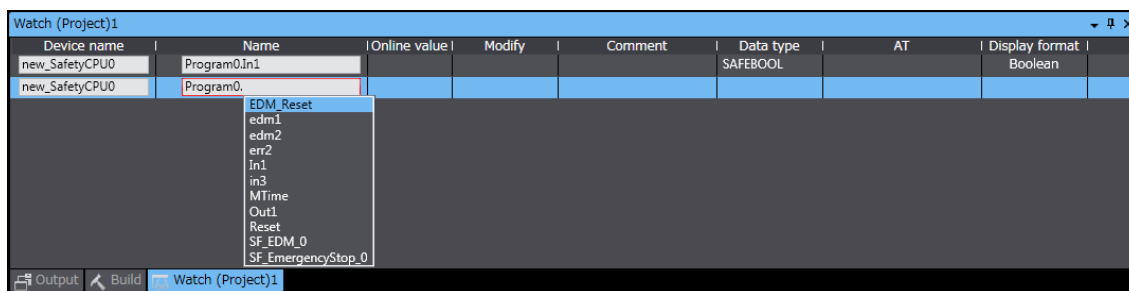 Watch (Project)1
Device name Name Online value Modify Comment Data type AT Display format
new_SafetyCPU0 Program0.In1 SAFEBOOL Boolean
new_SafetyCPU0 Program0.
EDM_Reset
edm1
edm2
err2
In1
in3
MTime
Out1
Reset
SF_EDM_0
SF_EmergencyStop_0
Output Build Watch (Project)1